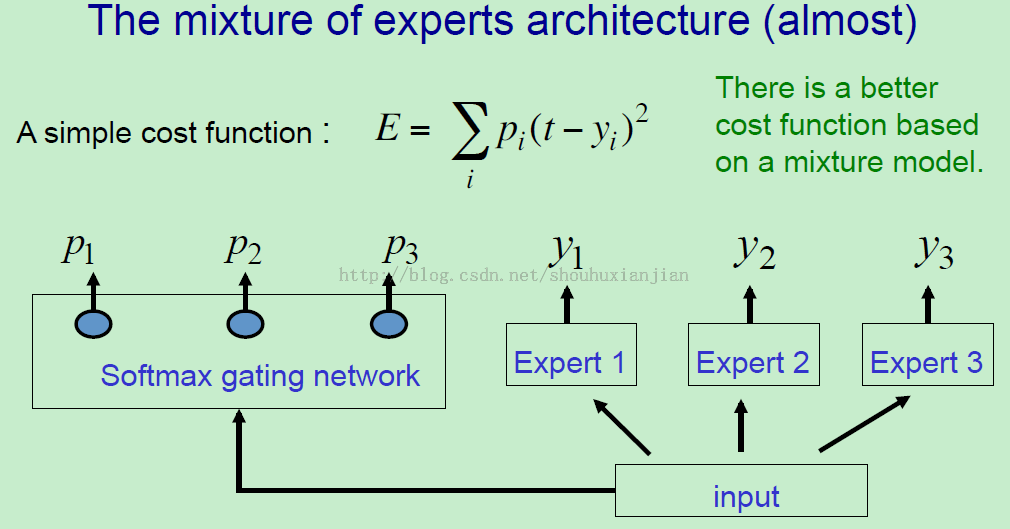 The mixture of experts architecture (almost)
A simple cost function : E = ∑ᵢ pᵢ(t − yᵢ)²
There is a better
cost function based
on a mixture model.
p₁ p₂ p₃ y₁ y₂ y₃
http://blog.csdn.net/shouhuxianjian
Expert 1 Expert 2 Expert 3
Softmax gating network
input